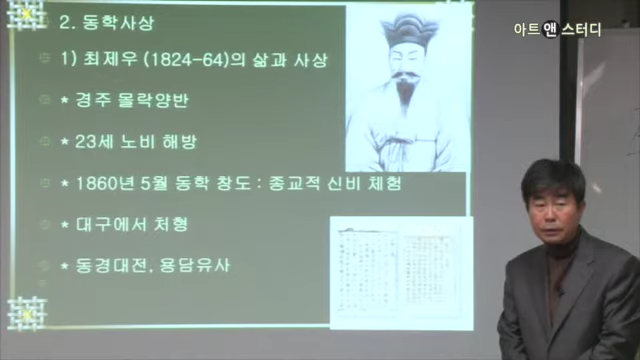 아트앤스터디
2. 동학사상
1) 최제우 (1824-64)의 삶과 사상
* 경주 몰락양반
* 23세 노비 해방
* 1860년 5월 동학 창도 : 종교적 신비 체험
* 대구에서 처형
* 동경대전, 용담유사